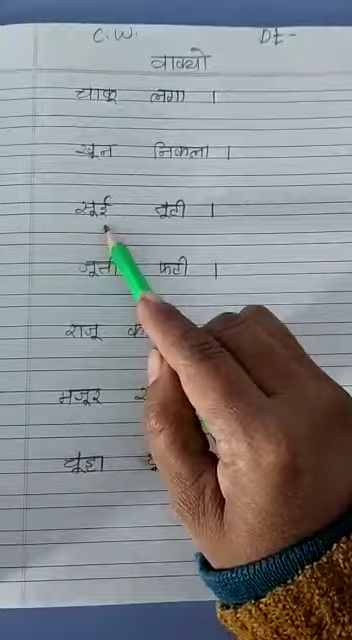 C.W. Dt-
वाक्यो
चाकू लगा ।
खून निकला ।
सूई टूटी ।
फटी ।
राजू
मजूर
चूहा